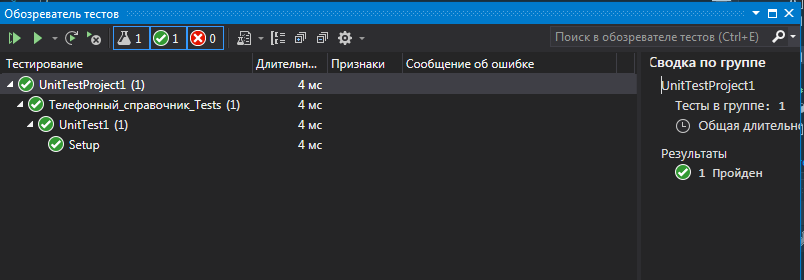 Обозреватель тестов
1 1 0
Поиск в обозревателе тестов (Ctrl+E)
Тестирование Длительн... Признаки Сообщение об ошибке
UnitTestProject1 (1) 4 мс
Телефонный_справочник_Tests (1) 4 мс
UnitTest1 (1) 4 мс
Setup 4 мс
Сводка по группе
UnitTestProject1
Тесты в группе: 1
Общая длительно
Результаты
1 Пройден